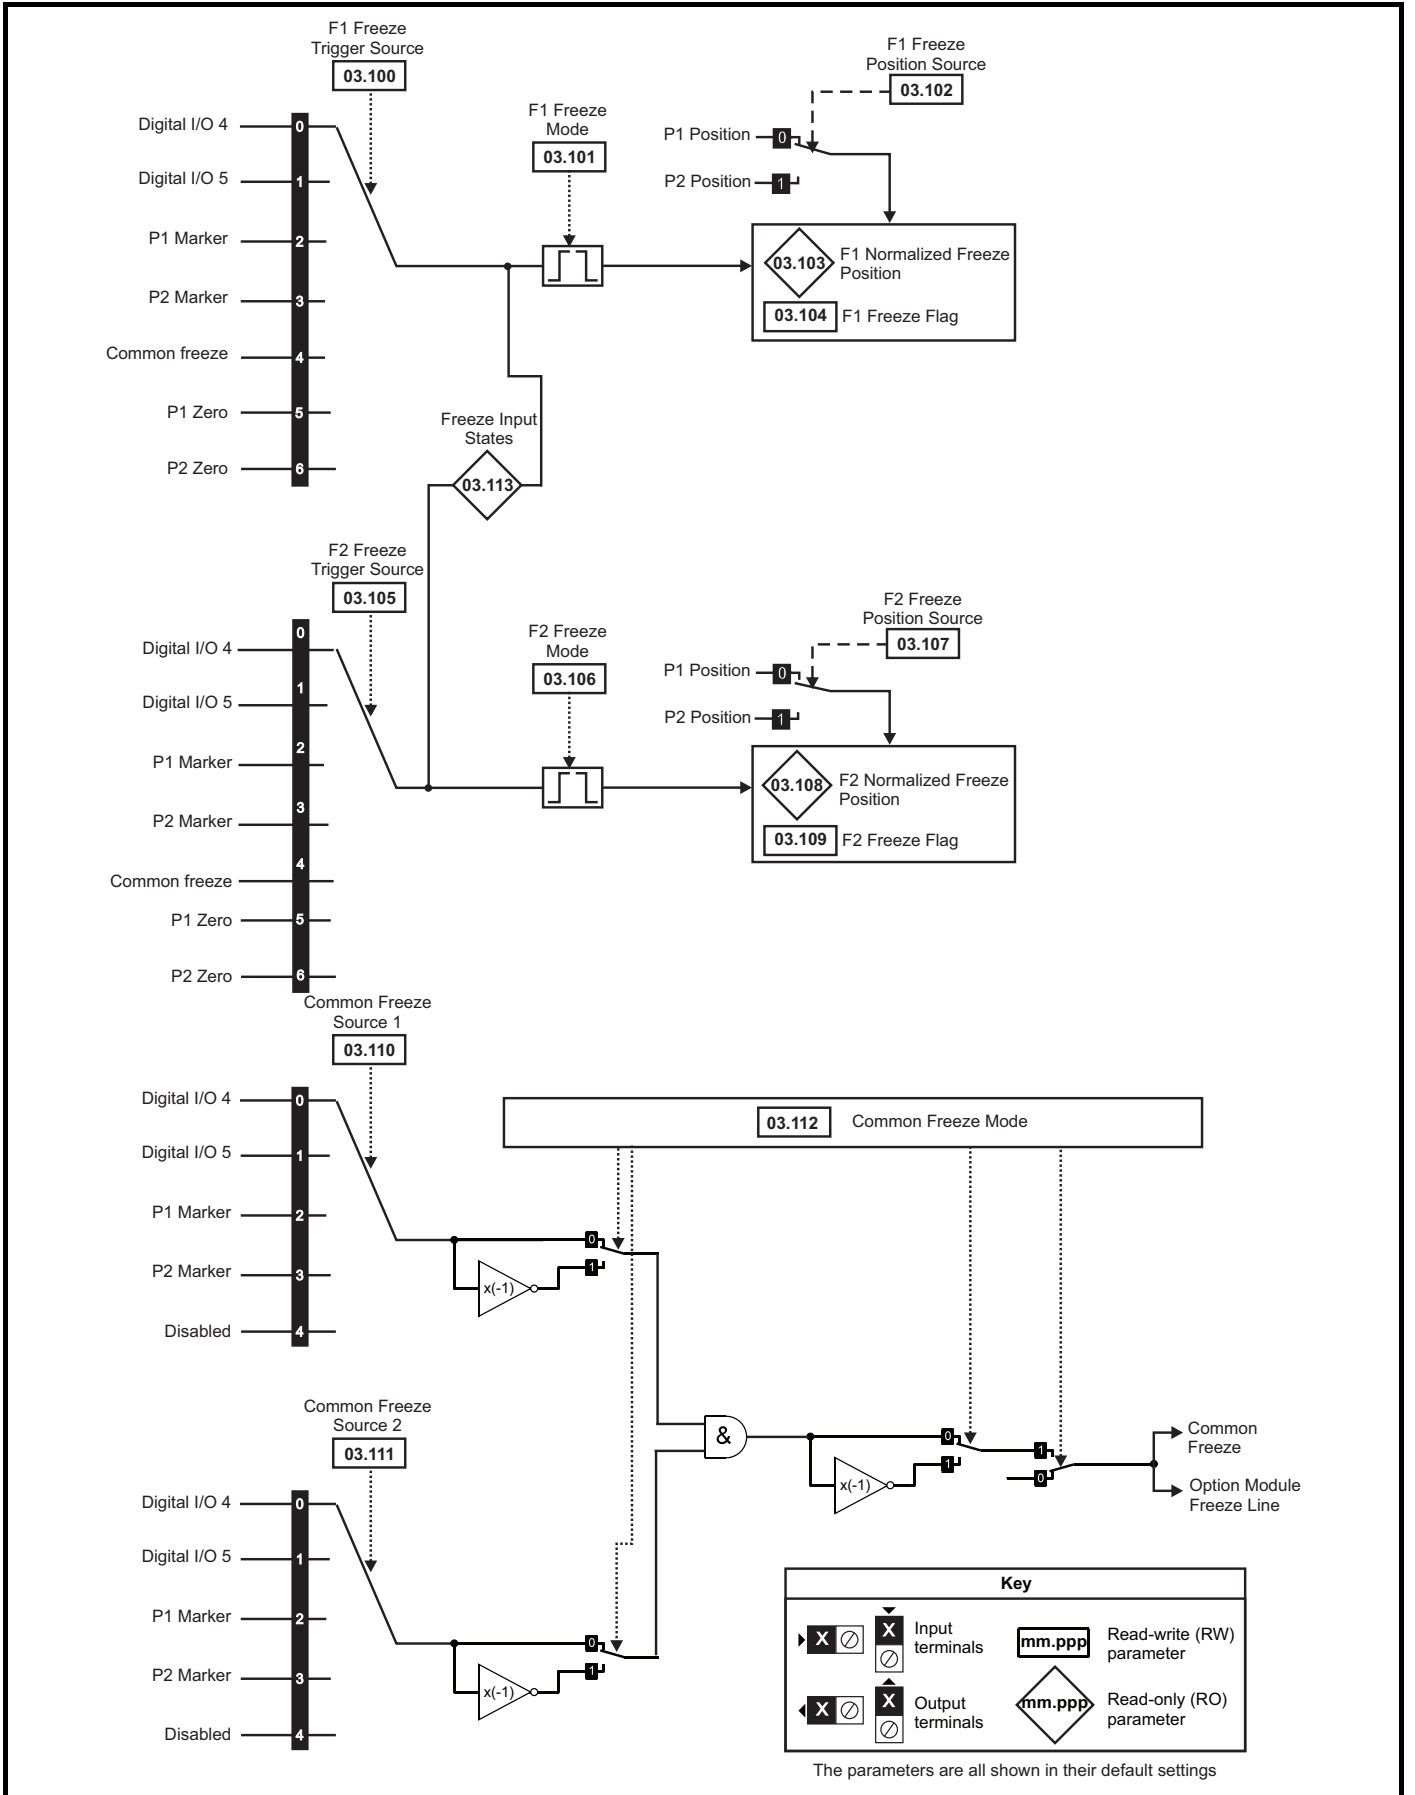 F1 Freeze
Trigger Source
03.100
F1 Freeze
Position Source
03.102
F1 Freeze
Mode
03.101
Digital I/O 4
0
Digital I/O 5
1
P1 Marker
2
P2 Marker
3
Common freeze
4
P1 Zero
5
P2 Zero
6
P1 Position
0
P2 Position
1
03.103
F1 Normalized Freeze
Position
03.104
F1 Freeze Flag
Freeze Input
States
03.113
F2 Freeze
Trigger Source
03.105
F2 Freeze
Position Source
03.107
F2 Freeze
Mode
03.106
Digital I/O 4
0
Digital I/O 5
1
P1 Marker
2
P2 Marker
3
Common freeze
4
P1 Zero
5
P2 Zero
6
P1 Position
0
P2 Position
1
03.108
F2 Normalized Freeze
Position
03.109
F2 Freeze Flag
Common Freeze
Source 1
03.110
Digital I/O 4
0
Digital I/O 5
1
P1 Marker
2
P2 Marker
3
Disabled
4
03.112
Common Freeze Mode
0
1
x(-1)
Common Freeze
Source 2
03.111
Digital I/O 4
0
Digital I/O 5
1
P1 Marker
2
P2 Marker
3
Disabled
4
0
1
x(-1)
&
0
1
x(-1)
1
0
Common
Freeze
Option Module
Freeze Line
Key
X
X
Input
terminals
mm.ppp
Read-write (RW)
parameter
X
X
Output
terminals
mm.ppp
Read-only (RO)
parameter
The parameters are all shown in their default settings